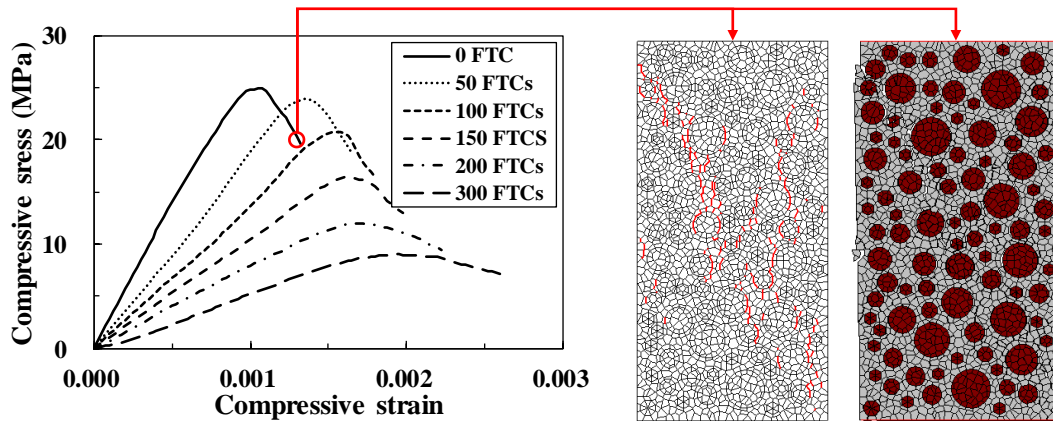 Compressive sress (MPa)
30
20
10
0
0 FTC
50 FTCs
100 FTCs
150 FTCS
200 FTCs
300 FTCs
0.000
0.001
0.002
0.003
Compressive strain